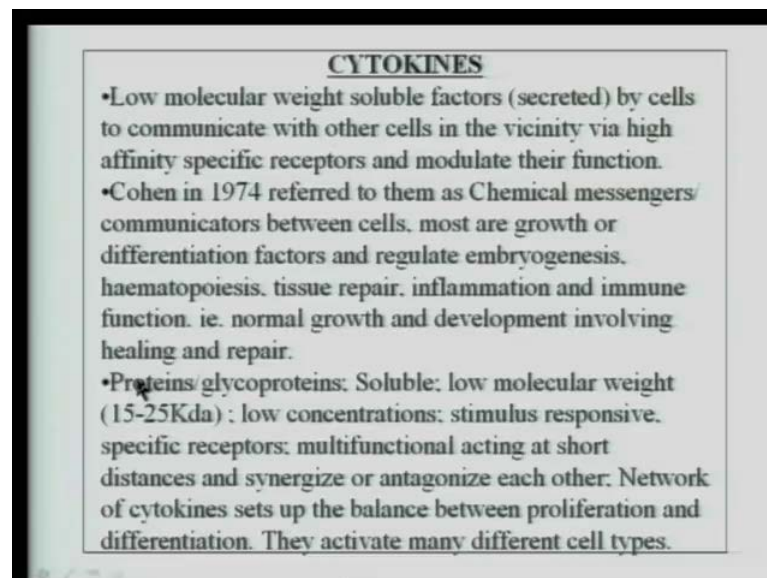 CYTOKINES
•Low molecular weight soluble factors (secreted) by cells
to communicate with other cells in the vicinity via high
affinity specific receptors and modulate their function.
•Cohen in 1974 referred to them as Chemical messengers/
communicators between cells, most are growth or
differentiation factors and regulate embryogenesis,
haematopoiesis, tissue repair, inflammation and immune
function. ie. normal growth and development involving
healing and repair.
•Proteins/glycoproteins; Soluble; low molecular weight
(15-25Kda) ; low concentrations; stimulus responsive,
specific receptors; multifunctional acting at short
distances and synergize or antagonize each other; Network
of cytokines sets up the balance between proliferation and
differentiation. They activate many different cell types.